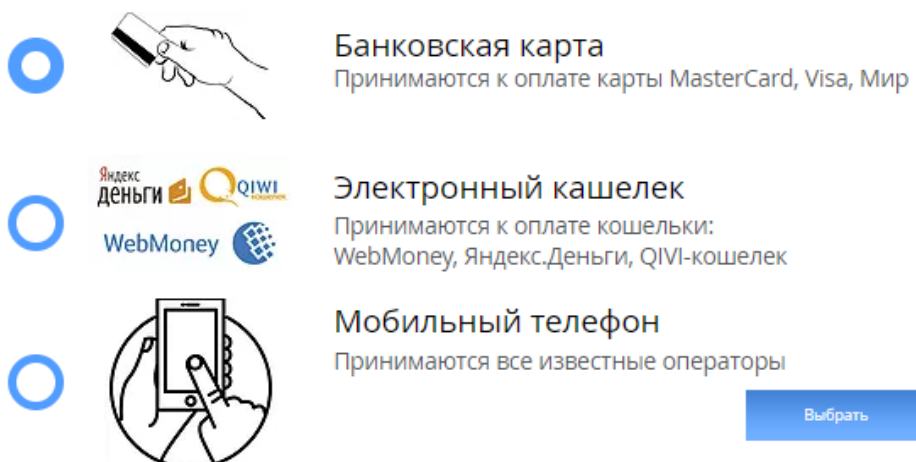 Банковская карта
Принимаются к оплате карты MasterCard, Visa, Мир
Яндекс
деньги
QIWI
кошелек
WebMoney
Электронный кашелек
Принимаются к оплате кошельки:
WebMoney, Яндекс.Деньги, QIVI-кошелек
Мобильный телефон
Принимаются все известные операторы
Выбрать